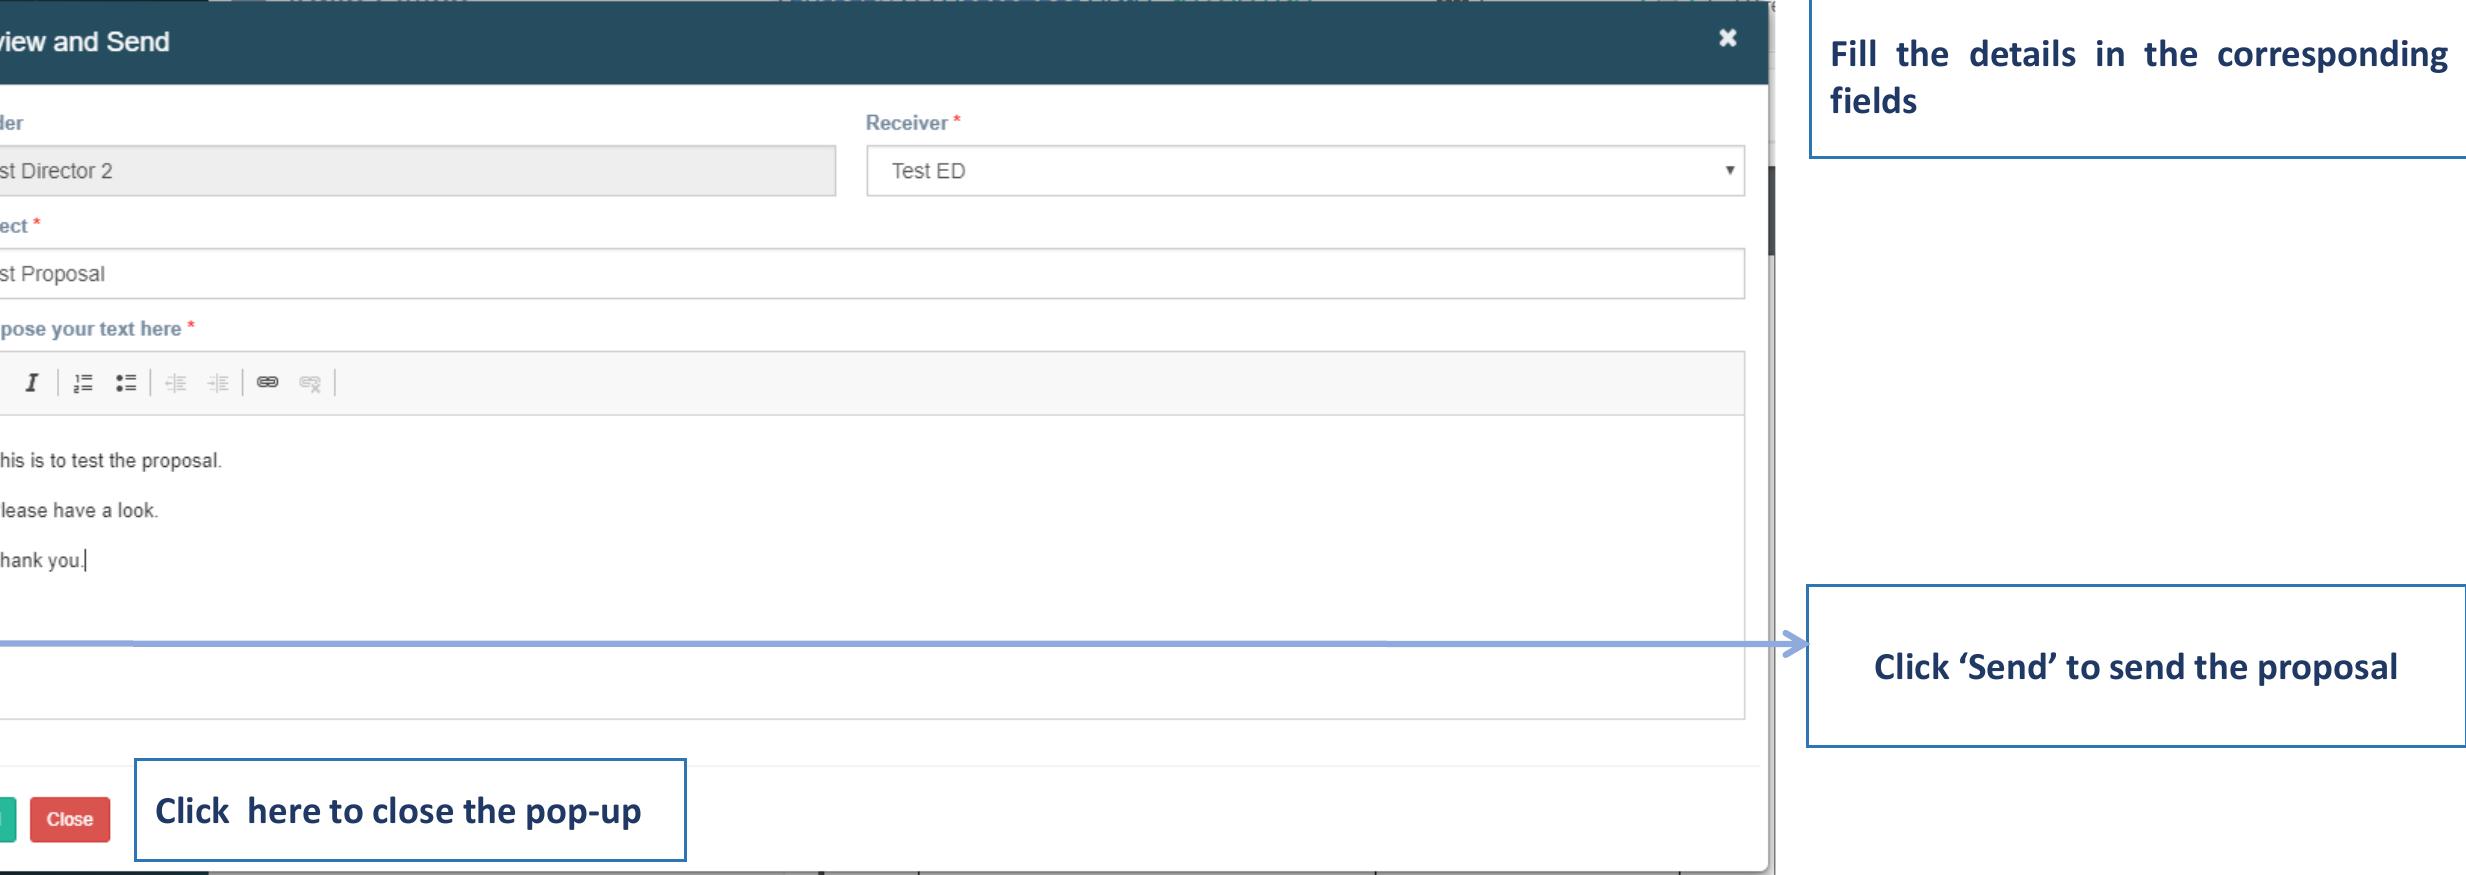 view and Send
Fill the details in the corresponding
fields
der
Receiver *
st Director 2
Test ED
ect *
st Proposal
pose your text here *
I
his is to test the proposal.
lease have a look.
hank you.
Click ‘Send’ to send the proposal
Close
Click here to close the pop-up